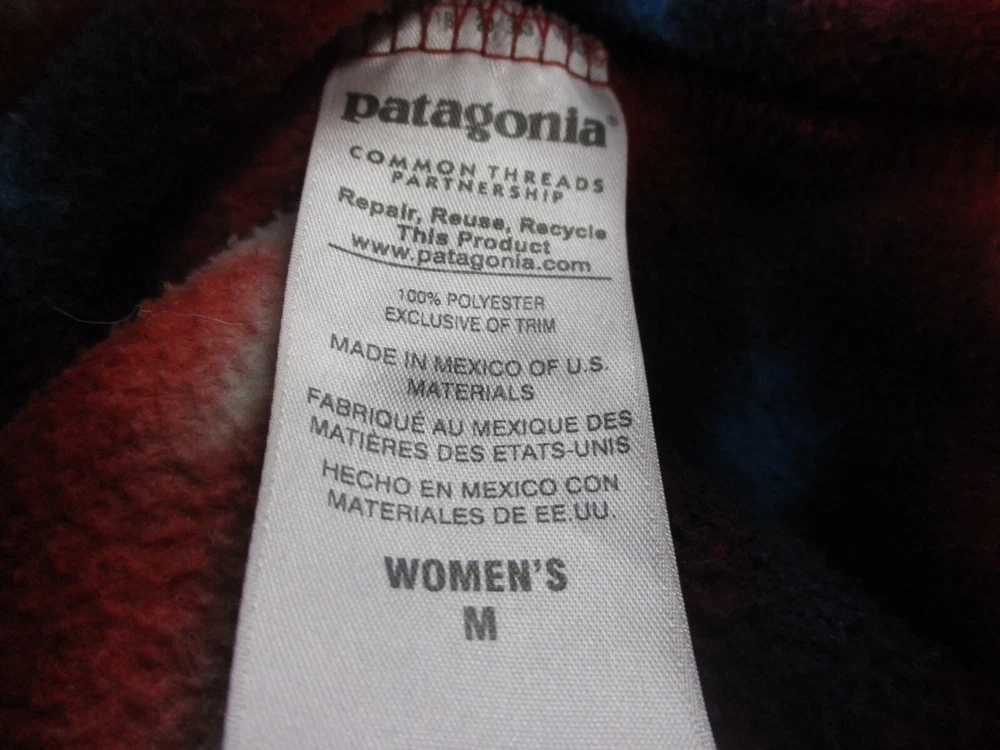 patagonia®
COMMON THREADS
PARTNERSHIP
Repair, Reuse, Recycle
This Product
www.patagonia.com
100% POLYESTER
EXCLUSIVE OF TRIM
MADE IN MEXICO OF U.S.
MATERIALS
FABRIQUÉ AU MEXIQUE DES
MATIÈRES DES ETATS-UNIS
HECHO EN MEXICO CON
MATERIALES DE EE.UU.
WOMEN'S
M